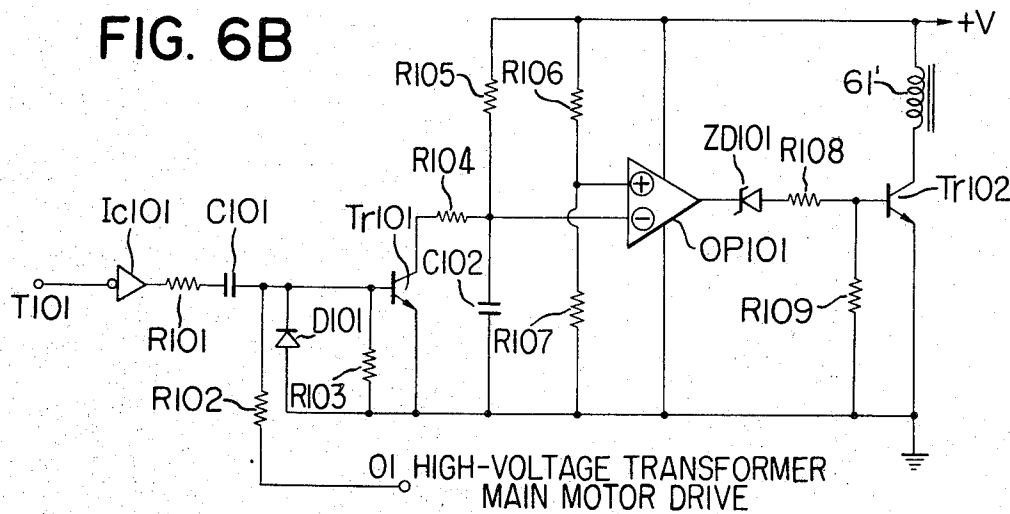 FIG. 6B
+V
R105
R106
61'
ZD101
R108
R104
Tr102
Ic101
C101
Tr101
+
C102
−
OP101
T101
D101
R109
R101
R107
R103
R102
01 HIGH-VOLTAGE TRANSFORMER
MAIN MOTOR DRIVE